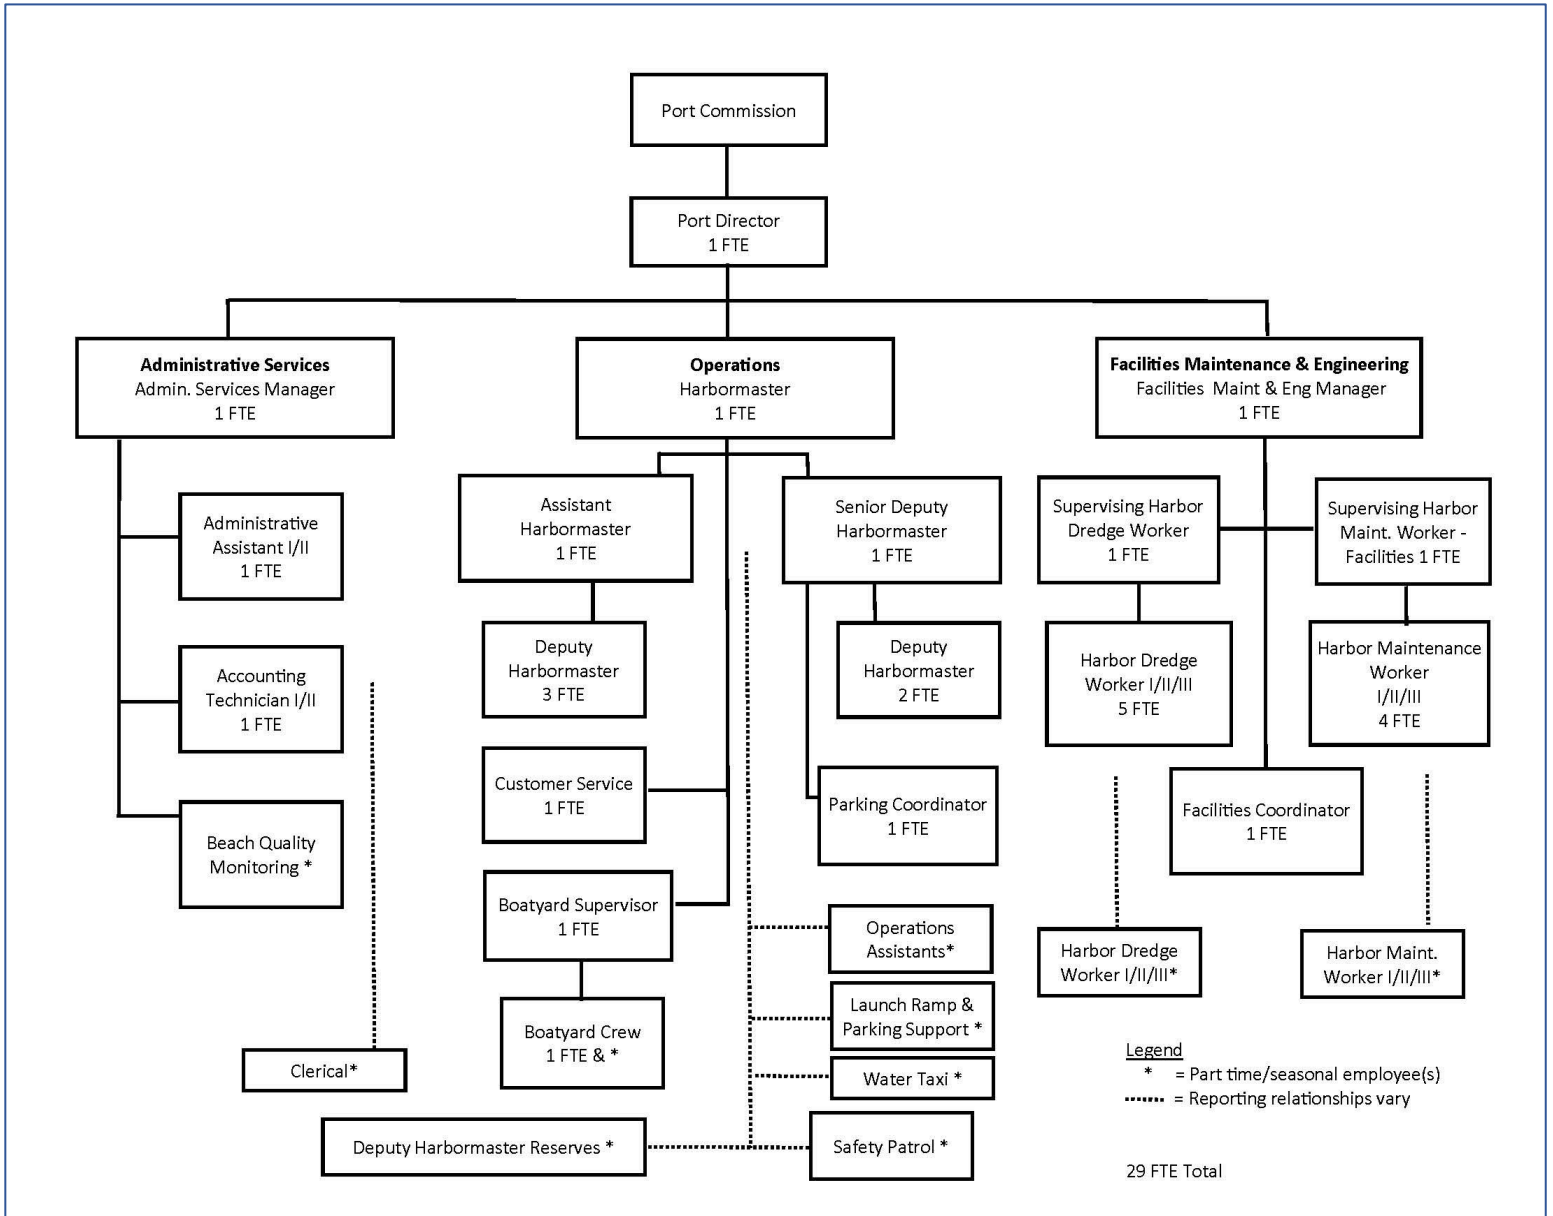 Port Commission
Port Director
1 FTE
Administrative Services
Admin. Services Manager
1 FTE
Operations
Harbormaster
1 FTE
Facilities Maintenance & Engineering
Facilities Maint & Eng Manager
1 FTE
Administrative
Assistant I/II
1 FTE
Accounting
Technician I/II
1 FTE
Beach Quality
Monitoring *
Clerical*
Assistant
Harbormaster
1 FTE
Deputy
Harbormaster
3 FTE
Customer Service
1 FTE
Boatyard Supervisor
1 FTE
Boatyard Crew
1 FTE & *
Deputy Harbormaster Reserves *
Senior Deputy
Harbormaster
1 FTE
Deputy
Harbormaster
2 FTE
Parking Coordinator
1 FTE
Operations
Assistants*
Launch Ramp &
Parking Support *
Water Taxi *
Safety Patrol *
Supervising Harbor
Dredge Worker
1 FTE
Harbor Dredge
Worker I/II/III
5 FTE
Harbor Dredge
Worker I/II/III*
Supervising Harbor
Maint. Worker -
Facilities 1 FTE
Harbor Maintenance
Worker
I/II/III
4 FTE
Facilities Coordinator
1 FTE
Harbor Maint.
Worker I/II/III*
Legend
* = Part time/seasonal employee(s)
= Reporting relationships vary
29 FTE Total